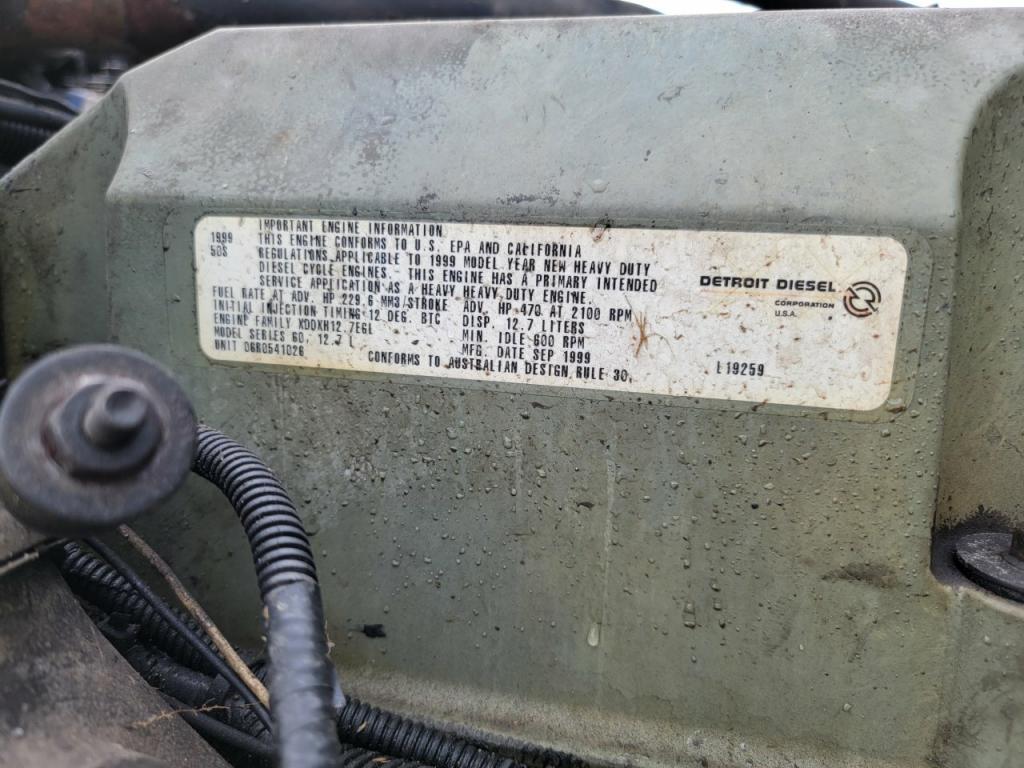 IMPORTANT ENGINE INFORMATION
1999 THIS ENGINE CONFORMS TO U.S. EPA AND CALIFORNIA
50S REGULATIONS APPLICABLE TO 1999 MODEL YEAR NEW HEAVY DUTY
DIESEL CYCLE ENGINES. THIS ENGINE HAS A PRIMARY INTENDED
SERVICE APPLICATION AS A HEAVY HEAVY DUTY ENGINE.
FUEL RATE AT ADV. HP 229.6 MM3/STROKE ADV. HP 470 AT 2100 RPM
INITIAL INJECTION TIMING 12 DEG. BTC DISP. 12.7 LITERS
ENGINE FAMILY XDDXH12.7EGL MIN. IDLE 600 RPM
MODEL SERIES 60, 12.7 L MFG. DATE SEP 1999
UNIT 06R0541026 CONFORMS TO AUSTRALIAN DESIGN RULE 30
DETROIT DIESEL
CORPORATION
U.S.A.
L19259